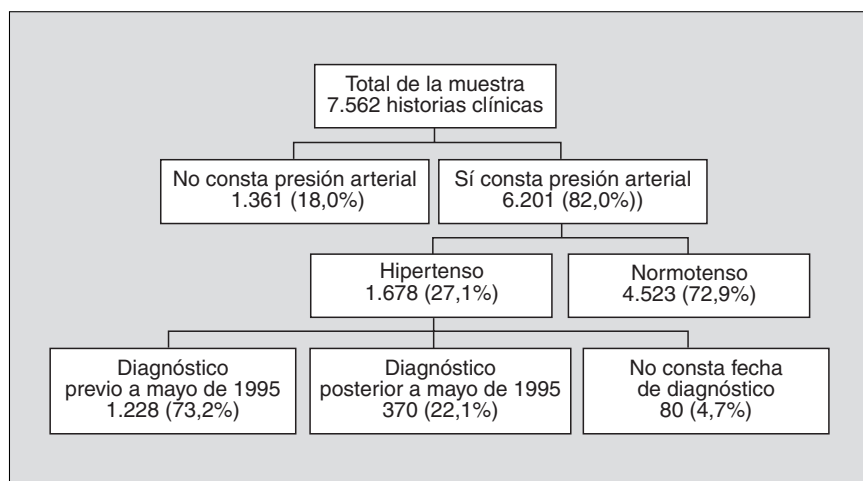 Total de la muestra
7.562 historias clínicas
No consta presión arterial
1.361 (18,0%)
Sí consta presión arterial
6.201 (82,0%))
Hipertenso
1.678 (27,1%)
Normotenso
4.523 (72,9%)
Diagnóstico
previo a mayo de 1995
1.228 (73,2%)
Diagnóstico
posterior a mayo de 1995
370 (22,1%)
No consta fecha
de diagnóstico
80 (4,7%)